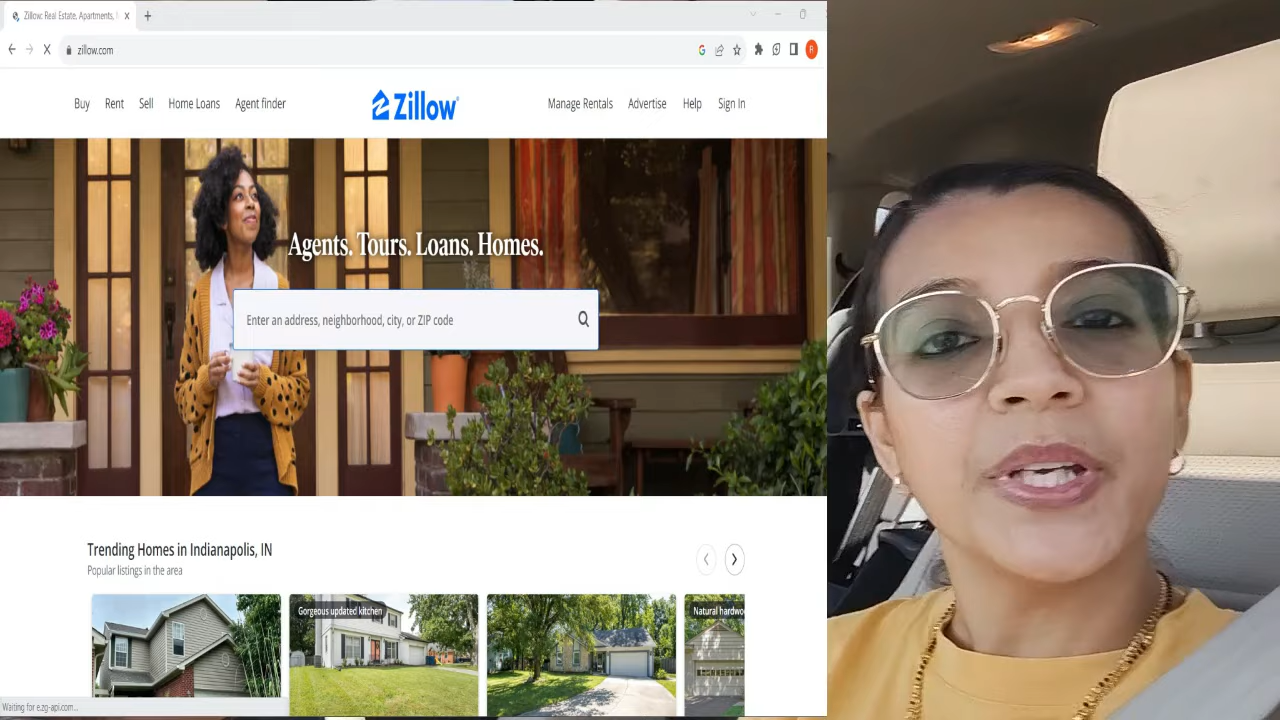 Zillow: Real Estate, Apartments,
zillow.com
Buy Rent Sell Home Loans Agent finder
Zillow
Manage Rentals Advertise Help Sign In
Agents. Tours. Loans. Homes.
Enter an address, neighborhood, city, or ZIP code
Trending Homes in Indianapolis, IN
Popular listings in the area
Gorgeous updated kitchen
Natural hardwo
Waiting for e.zg-api.com...